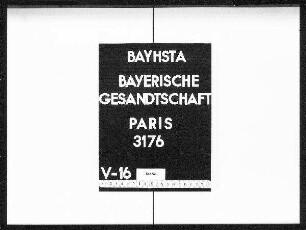 BAYHSTA
BAYERISCHE
GESANDTSCHAFT
PARIS
3176
V-16